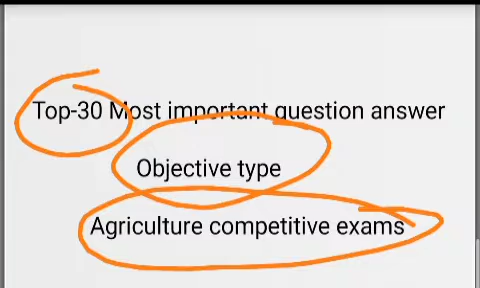 Top-30 Most important question answer
Objective type
Agriculture competitive exams